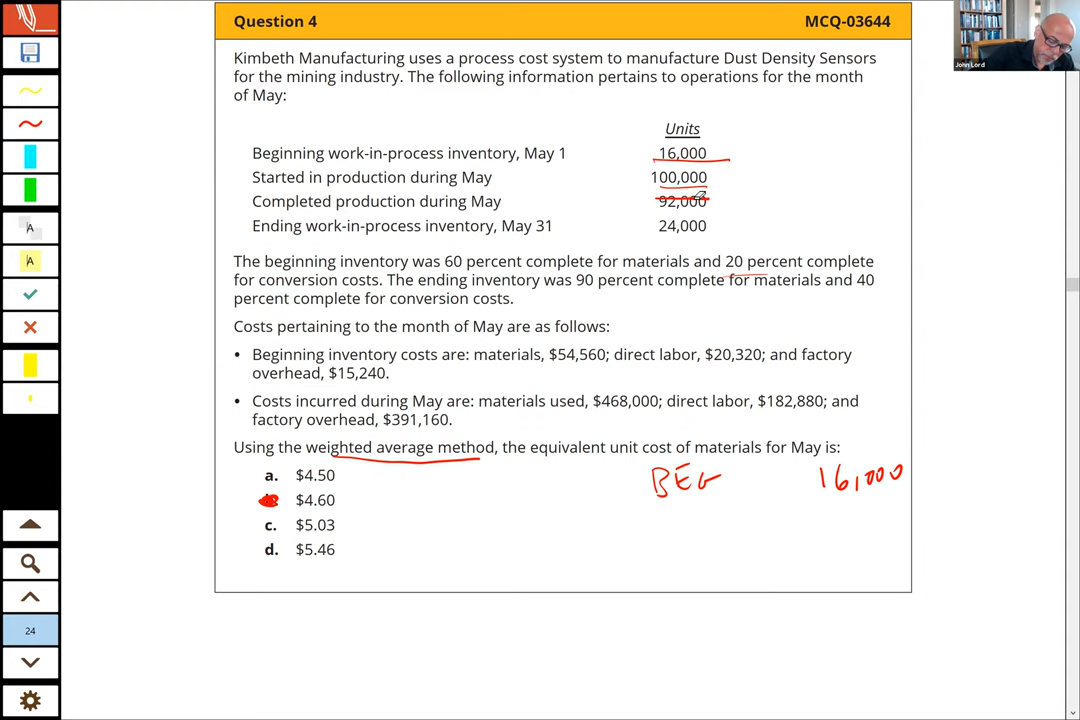 Question 4 MCQ-03644
John Lord
Kimbeth Manufacturing uses a process cost system to manufacture Dust Density Sensors
for the mining industry. The following information pertains to operations for the month
of May:
Units
Beginning work-in-process inventory, May 1 16,000
Started in production during May 100,000
Completed production during May 92,000
Ending work-in-process inventory, May 31 24,000
The beginning inventory was 60 percent complete for materials and 20 percent complete
for conversion costs. The ending inventory was 90 percent complete for materials and 40
percent complete for conversion costs.
Costs pertaining to the month of May are as follows:
• Beginning inventory costs are: materials, $54,560; direct labor, $20,320; and factory
overhead, $15,240.
• Costs incurred during May are: materials used, $468,000; direct labor, $182,880; and
factory overhead, $391,160.
Using the weighted average method, the equivalent unit cost of materials for May is:
a. $4.50
$4.60
c. $5.03
d. $5.46
BEG 16,000
A
A
24